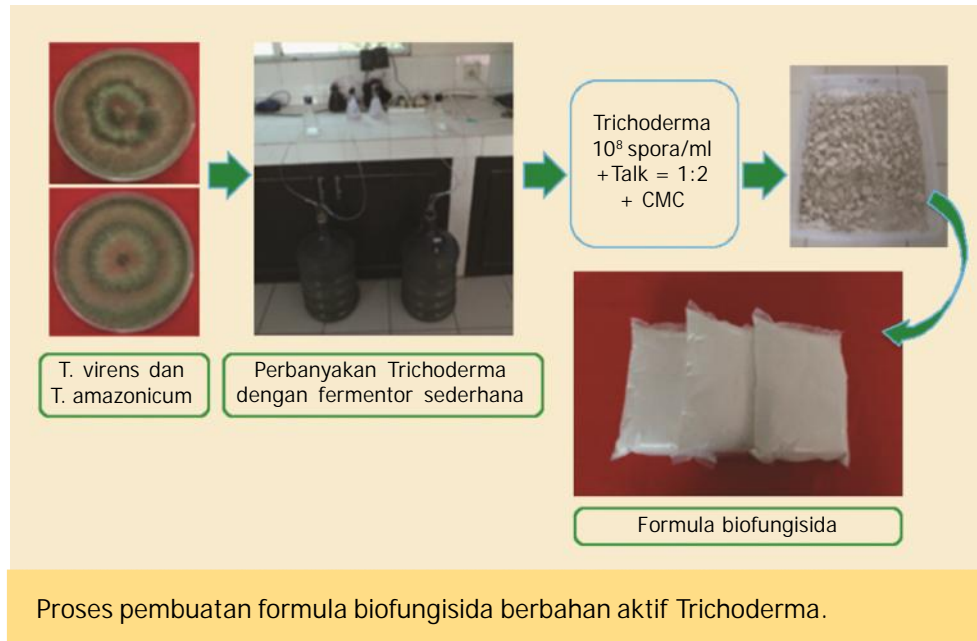 Trichoderma
10⁸ spora/ml
+Talk = 1:2
+ CMC
T. virens dan
T. amazonicum
Perbanyakan Trichoderma
dengan fermentor sederhana
Formula biofungisida
Proses pembuatan formula biofungisida berbahan aktif Trichoderma.